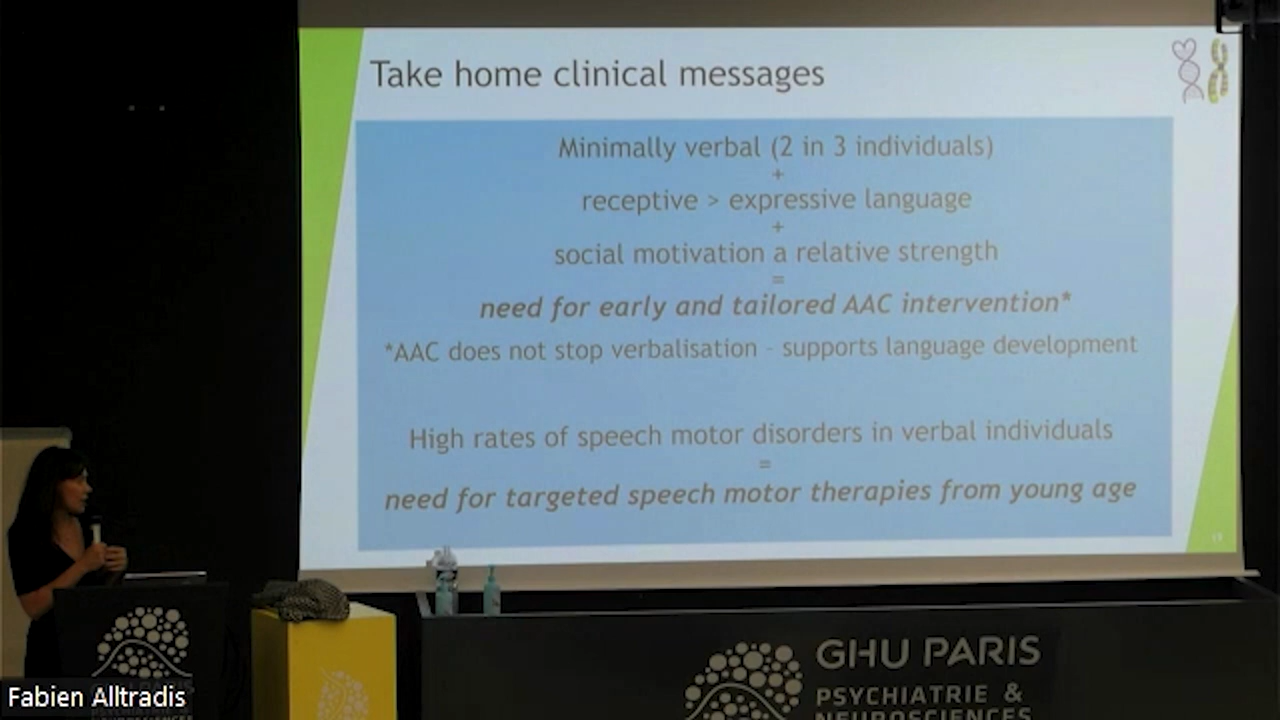 Take home clinical messages
Minimally verbal (2 in 3 individuals)
+
receptive > expressive language
+
social motivation a relative strength
=
need for early and tailored AAC intervention*
*AAC does not stop verbalisation - supports language development
High rates of speech motor disorders in verbal individuals
=
need for targeted speech motor therapies from young age
GHU PARIS
PSYCHIATRIE &
NEUROSCIENCES
Fabien Alltradis